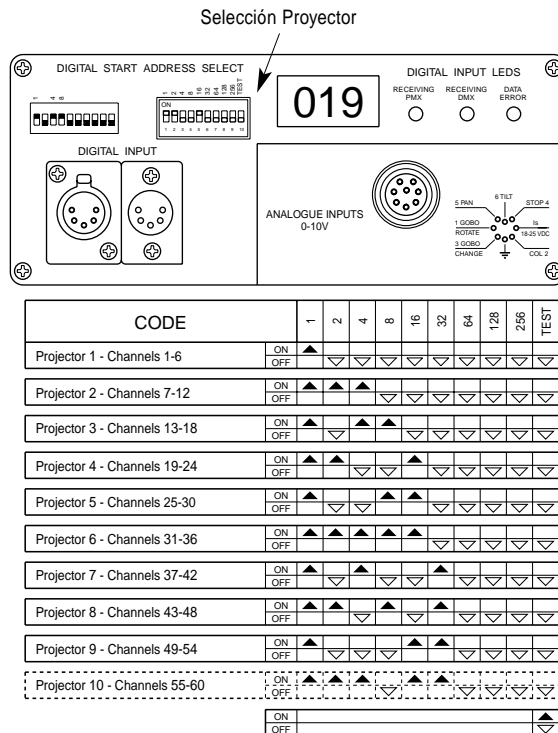 Selección Proyector
DIGITAL START ADDRESS SELECT
DIGITAL INPUT LEDS
1 4 8
1 2 4 8 16 32 64 128 256 TEST
ON
1 2 3 4 5 6 7 8 9 10
019
RECEIVING PMX
RECEIVING DMX
DATA ERROR
DIGITAL INPUT
ANALOGUE INPUTS
0-10V
5 PAN
6 TILT
STOP 4
1 GOBO
ROTATE
Is
18-25 VDC
3 GOBO
CHANGE
COL 2
CODE 1 2 4 8 16 32 64 128 256 TEST
Projector 1 - Channels 1-6 ON
OFF
Projector 2 - Channels 7-12 ON
OFF
Projector 3 - Channels 13-18 ON
OFF
Projector 4 - Channels 19-24 ON
OFF
Projector 5 - Channels 25-30 ON
OFF
Projector 6 - Channels 31-36 ON
OFF
Projector 7 - Channels 37-42 ON
OFF
Projector 8 - Channels 43-48 ON
OFF
Projector 9 - Channels 49-54 ON
OFF
Projector 10 - Channels 55-60 ON
OFF
ON
OFF